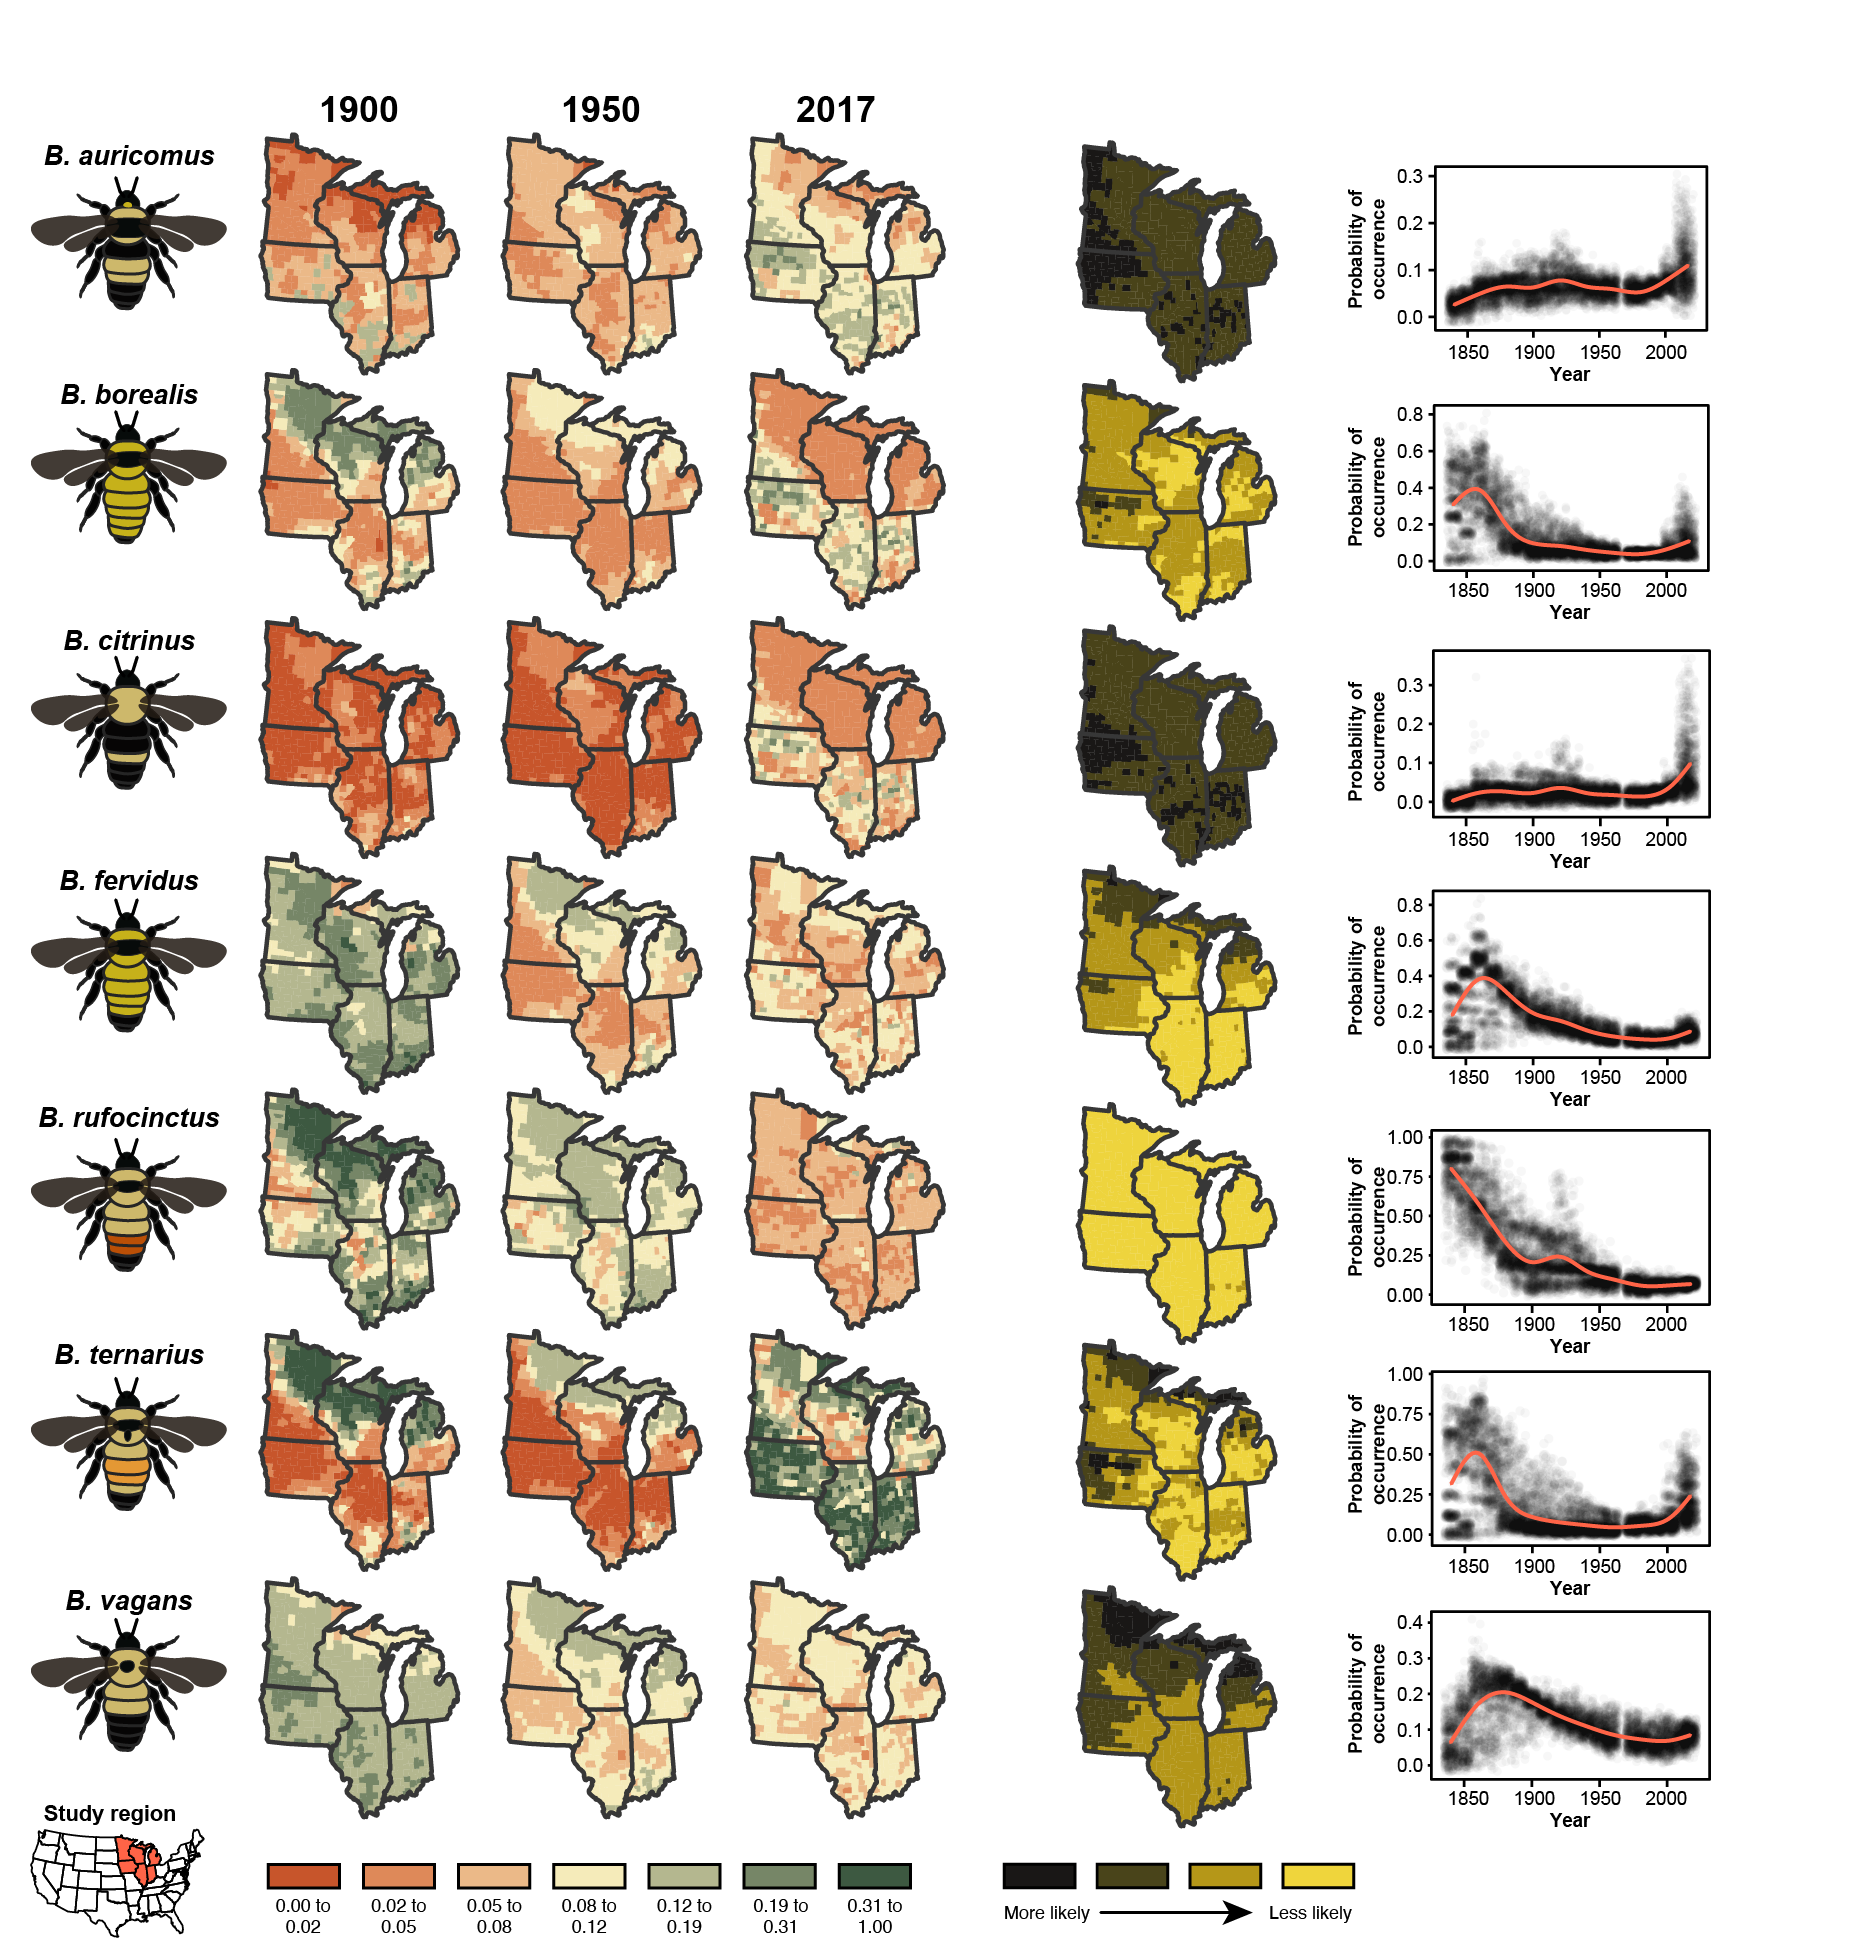 1900 1950 2017
B. auricomus
Probability of
occurrence
0.3
0.2
0.1
0.0
1850 1900 1950 2000
Year
B. borealis
Probability of
occurrence
0.8
0.6
0.4
0.2
0.0
1850 1900 1950 2000
Year
B. citrinus
Probability of
occurrence
0.3
0.2
0.1
0.0
1850 1900 1950 2000
Year
B. fervidus
Probability of
occurrence
0.8
0.6
0.4
0.2
0.0
1850 1900 1950 2000
Year
B. rufocinctus
Probability of
occurrence
1.00
0.75
0.50
0.25
0.00
1850 1900 1950 2000
Year
B. ternarius
Probability of
occurrence
1.00
0.75
0.50
0.25
0.00
1850 1900 1950 2000
Year
B. vagans
Probability of
occurrence
0.4
0.3
0.2
0.1
0.0
1850 1900 1950 2000
Year
Study region
0.00 to 0.02 to 0.05 to 0.08 to 0.12 to 0.19 to 0.31 to
0.02 0.05 0.08 0.12 0.19 0.31 1.00
More likely Less likely